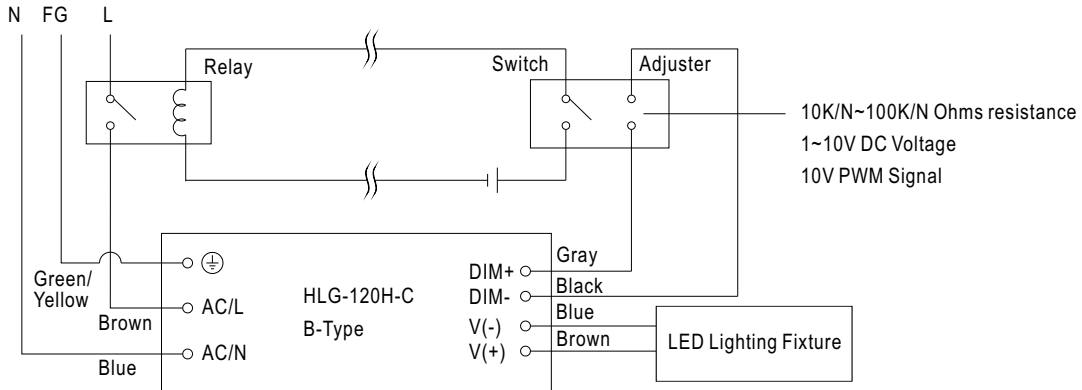 N FG L
Relay
Switch
Adjuster
10K/N~100K/N Ohms resistance
1~10V DC Voltage
10V PWM Signal
Green/
Yellow
Brown
Blue
AC/L
AC/N
HLG-120H-C
B-Type
DIM+
DIM-
V(-)
V(+)
Gray
Black
Blue
Brown
LED Lighting Fixture